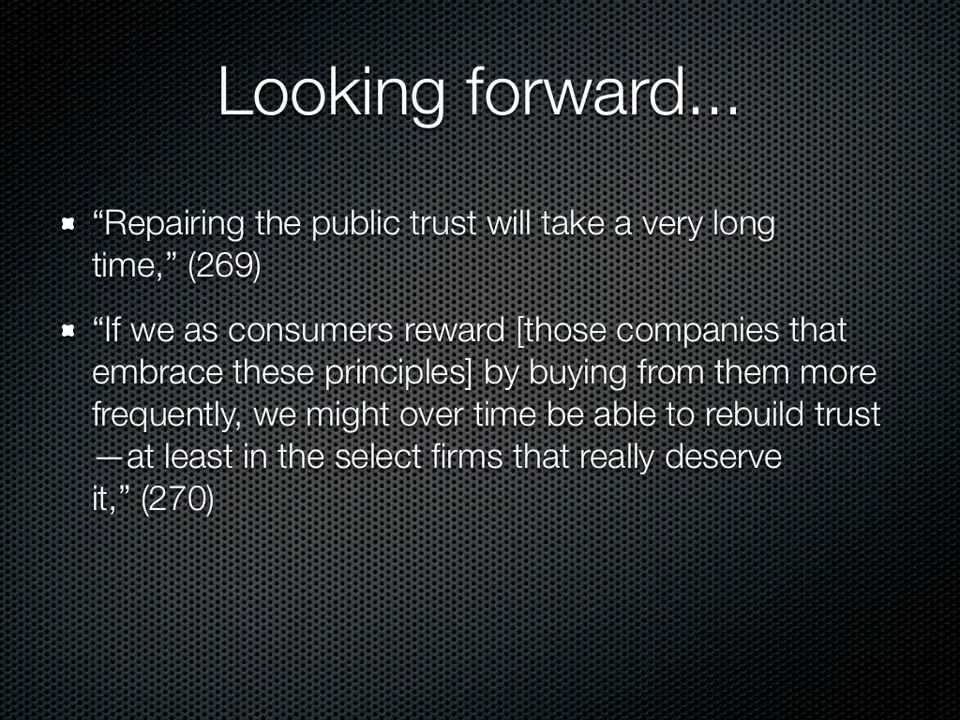 Looking forward...
“Repairing the public trust will take a very long
time,” (269)
“If we as consumers reward [those companies that
embrace these principles] by buying from them more
frequently, we might over time be able to rebuild trust
—at least in the select firms that really deserve
it,” (270)